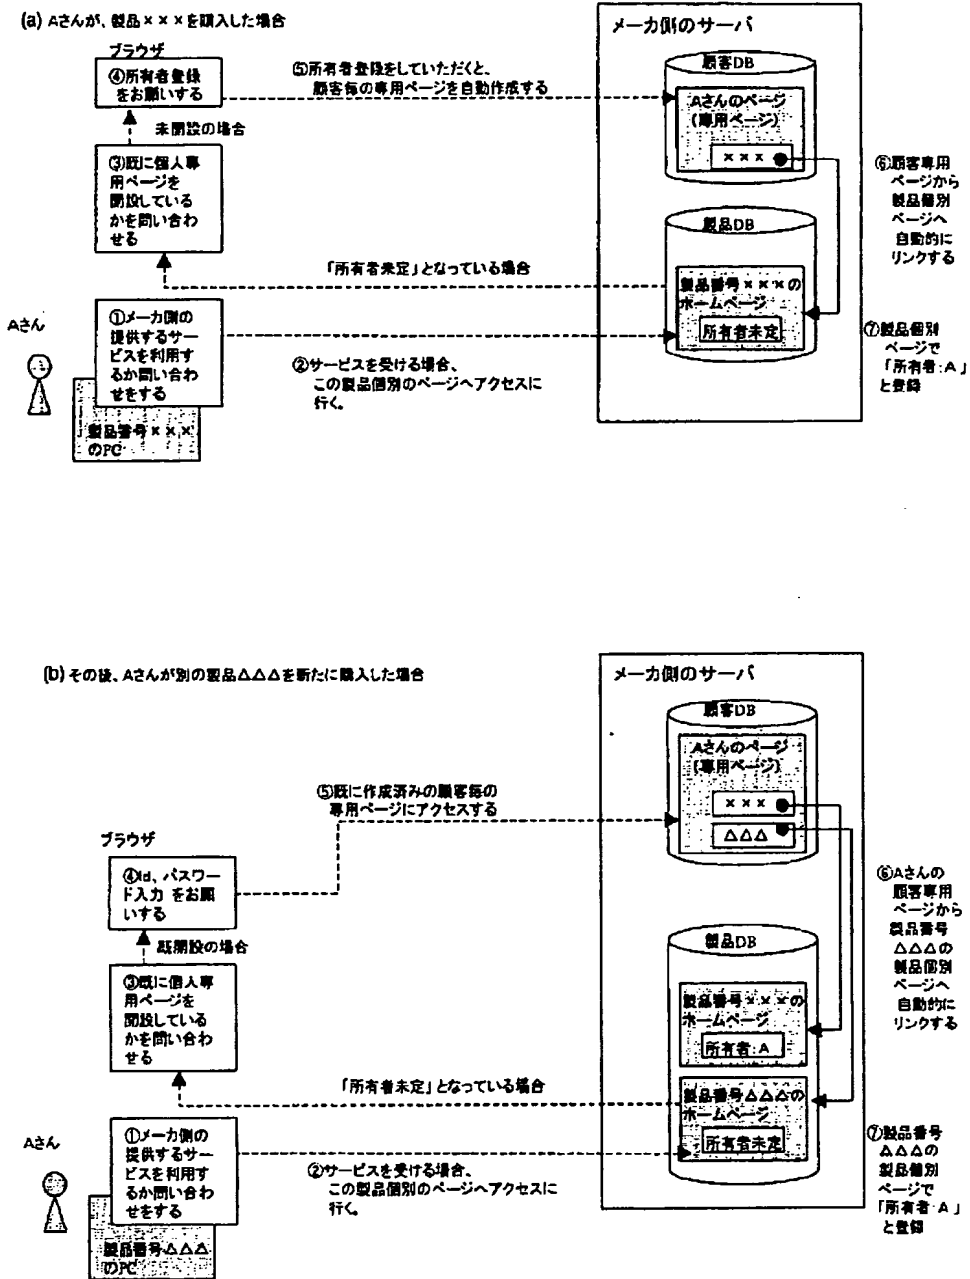 (a) Aさんが、製品×××を購入した場合
メーカ側のサーバ
ブラウザ
④所有者登録
をお願いする
⑤所有者登録をしていただくと、
顧客毎の専用ページを自動作成する
顧客DB
Aさんのページ
(専用ページ)
×××
未開設の場合
③既に個人専
用ページを
開設している
かを問い合わ
せる
⑥顧客専用
ページから
製品個別
ページへ
自動的に
リンクする
製品DB
「所有者未定」となっている場合
製品番号×××の
ホームページ
所有者未定
Aさん
①メーカ側の
提供するサー
ビスを利用す
るか問い合わ
せをする
②サービスを受ける場合、
この製品個別のページへアクセスに
行く。
⑦製品個別
ページで
「所有者:A」
と登録
製品番号×××
のPC
(b) その後、Aさんが別の製品△△△を新たに購入した場合
メーカ側のサーバ
顧客DB
Aさんのページ
(専用ページ)
×××
△△△
⑤既に作成済みの顧客毎の
専用ページにアクセスする
ブラウザ
④Id、パスワー
ド入力 をお願
いする
既開設の場合
③既に個人専
用ページを
開設している
かを問い合わ
せる
⑥Aさんの
顧客専用
ページから
製品番号
△△△の
製品個別
ページへ
自動的に
リンクする
製品DB
製品番号×××の
ホームページ
所有者:A
「所有者未定」となっている場合
製品番号△△△の
ホームページ
所有者未定
Aさん
①メーカ側の
提供するサー
ビスを利用す
るか問い合わ
せをする
②サービスを受ける場合、
この製品個別のページへアクセスに
行く。
⑦製品番号
△△△の
製品個別
ページで
「所有者:A」
と登録
製品番号△△△
のPC